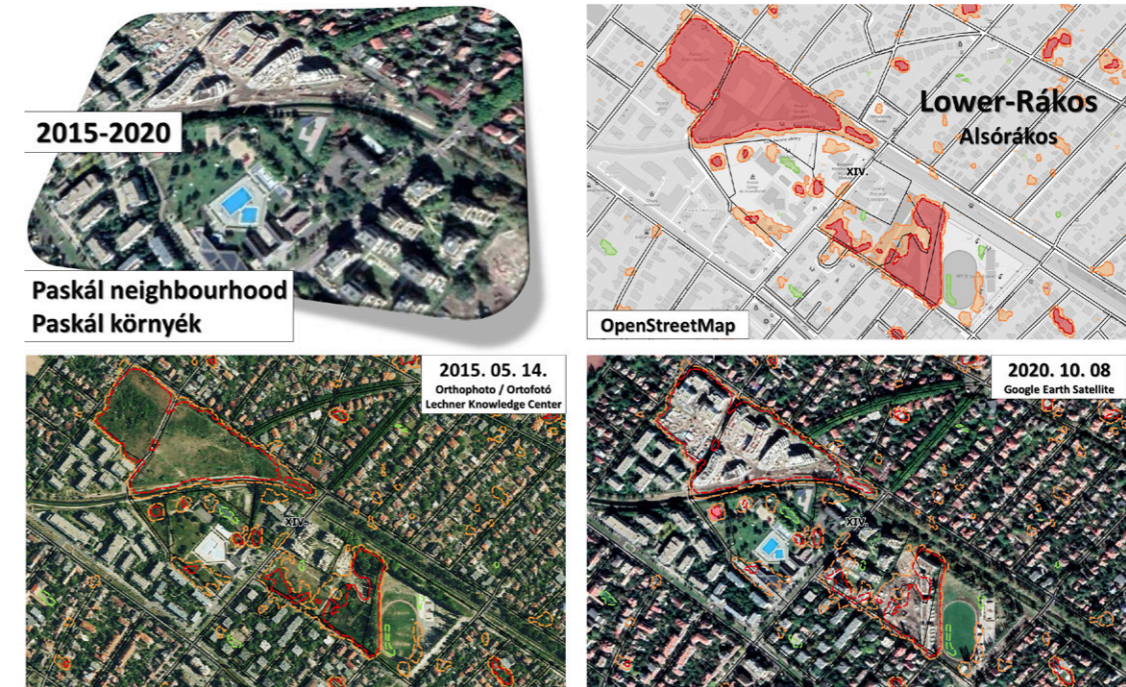 2015-2020
Paskál neighbourhood
Paskál környék
Lower-Rákos
Alsórákos
XIV.
OpenStreetMap
2015. 05. 14.
Orthophoto / Ortofotó
Lechner Knowledge Center
XIV.
2020. 10. 08
Google Earth Satellite
XIV.